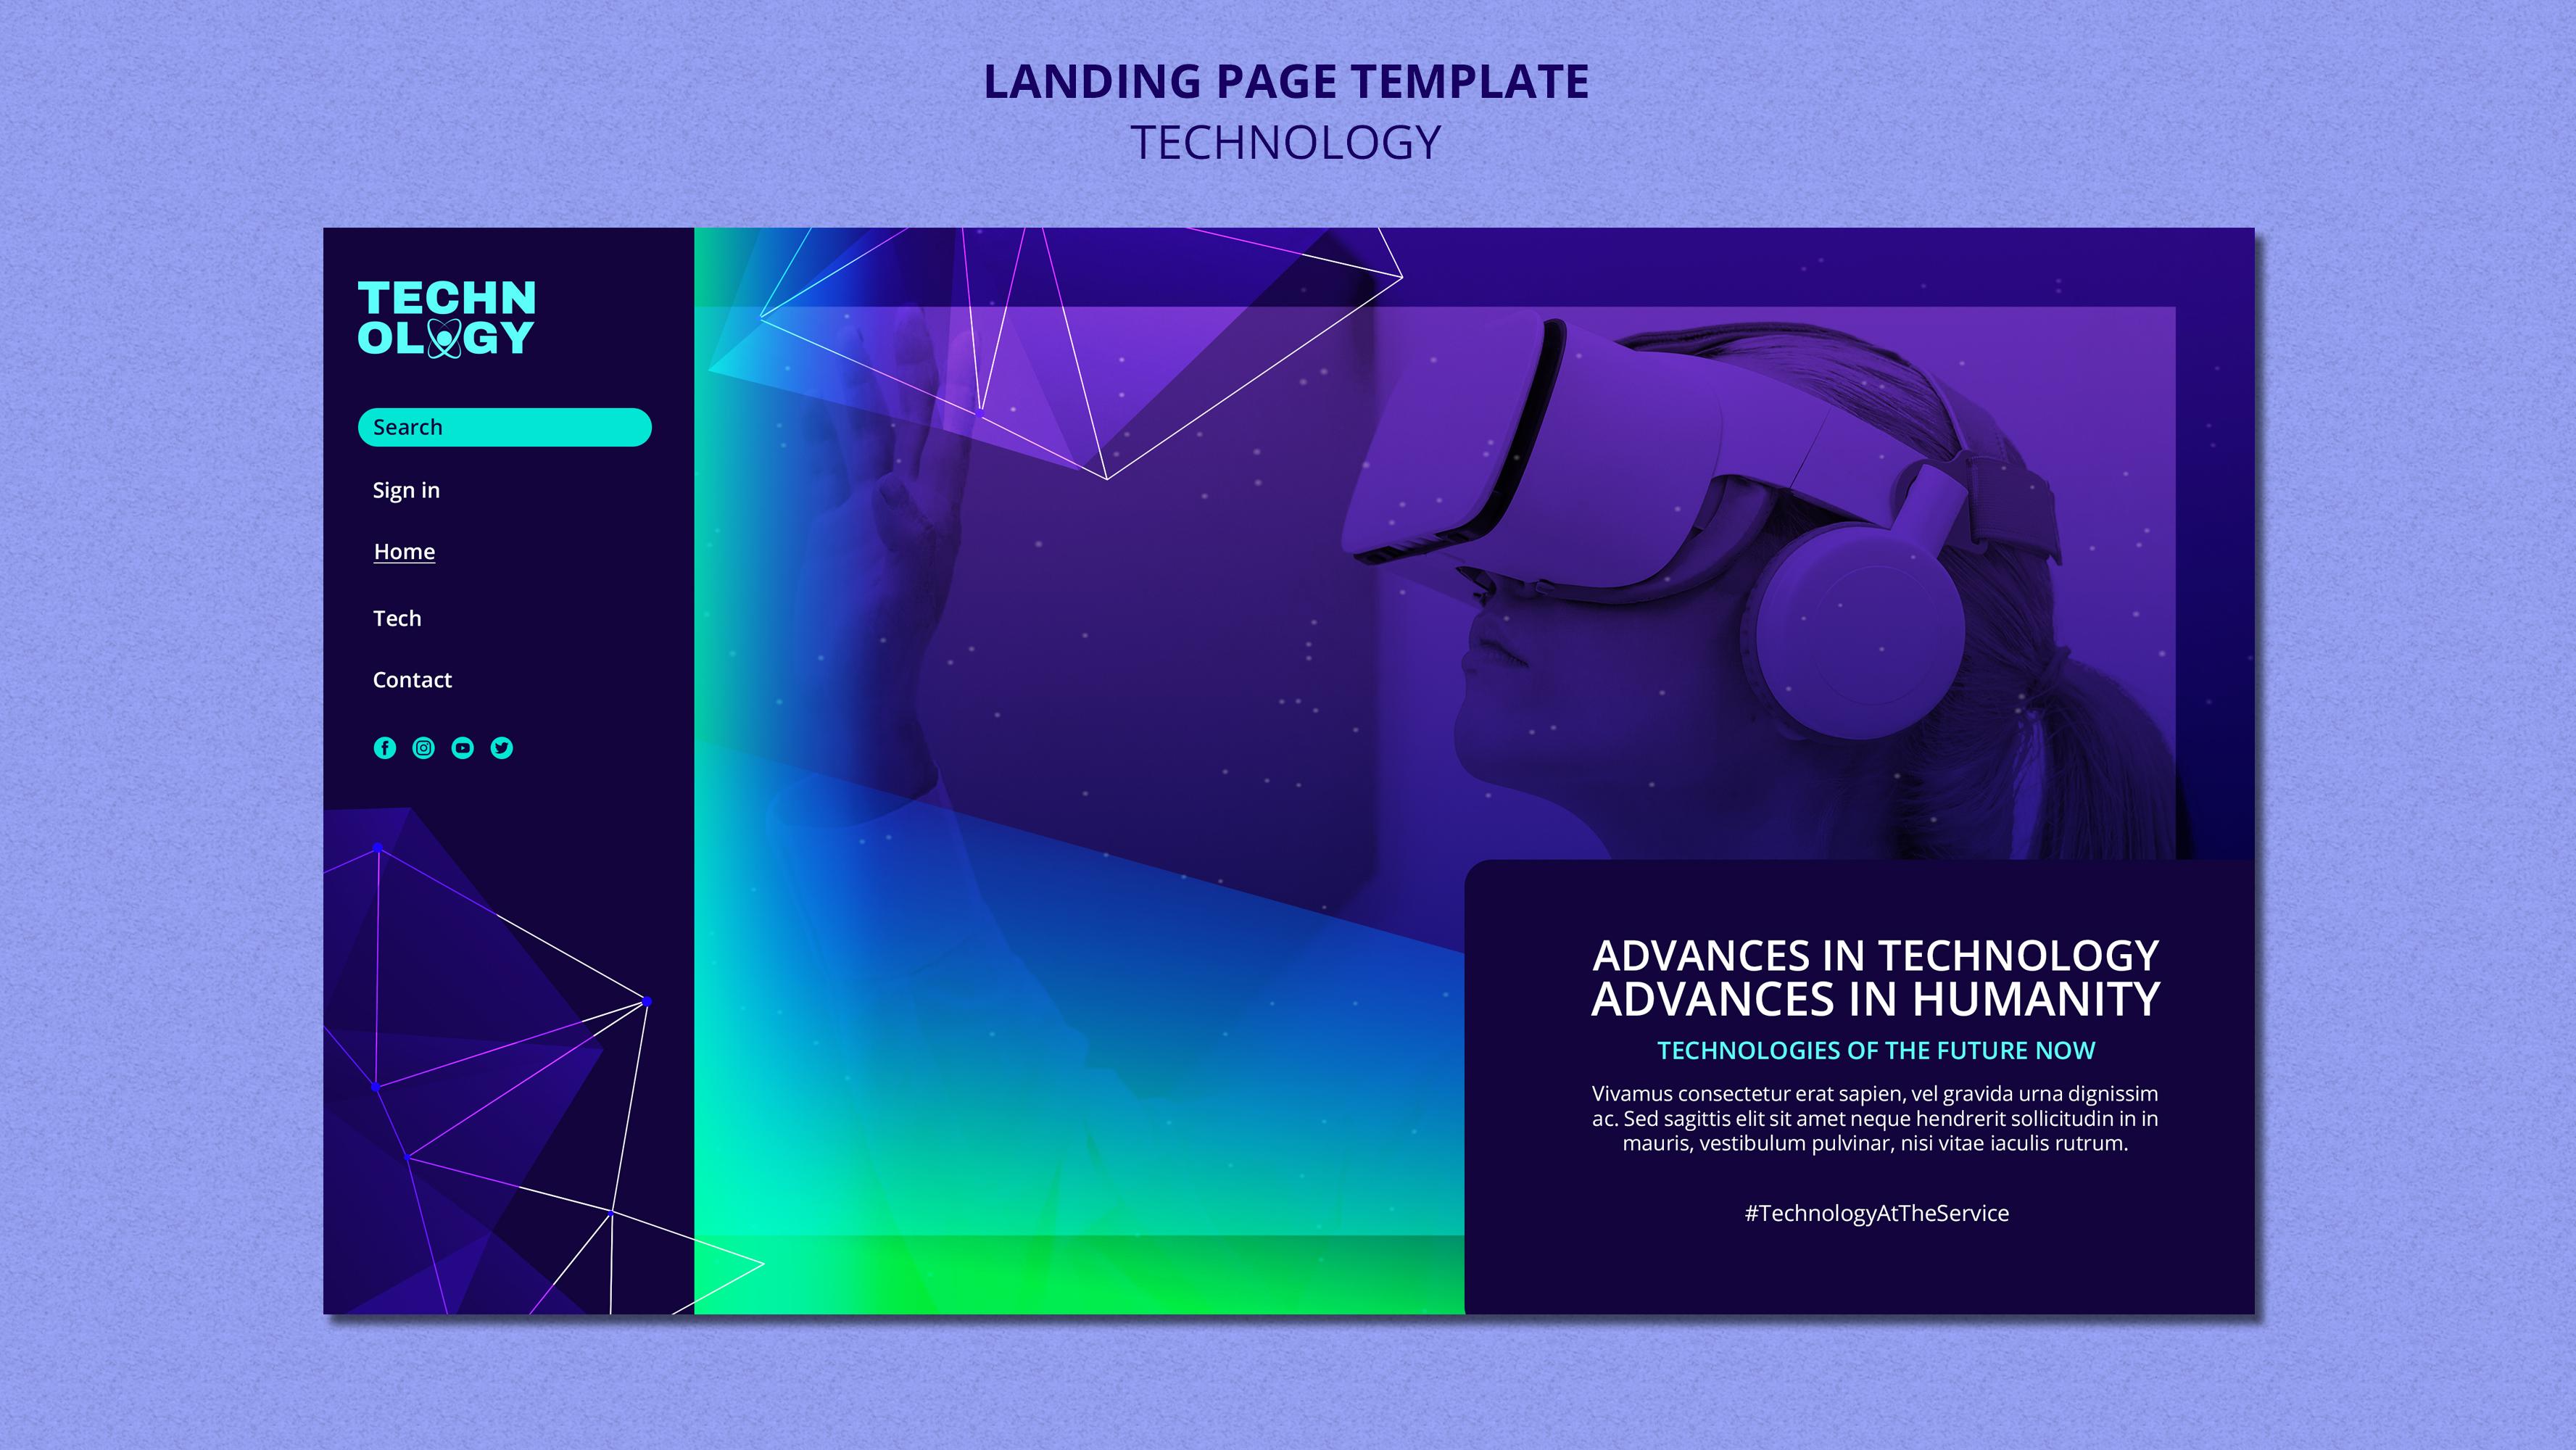 LANDING PAGE TEMPLATE
TECHNOLOGY
TECHN
OLOGY
Search
Sign in
Home
Tech
Contact
ADVANCES IN TECHNOLOGY
ADVANCES IN HUMANITY
TECHNOLOGIES OF THE FUTURE NOW
Vivamus consectetur erat sapien, vel gravida urna dignissim
ac. Sed sagittis elit sit amet neque hendrerit sollicitudin in in
mauris, vestibulum pulvinar, nisi vitae iaculis rutrum.
#TechnologyAtTheService